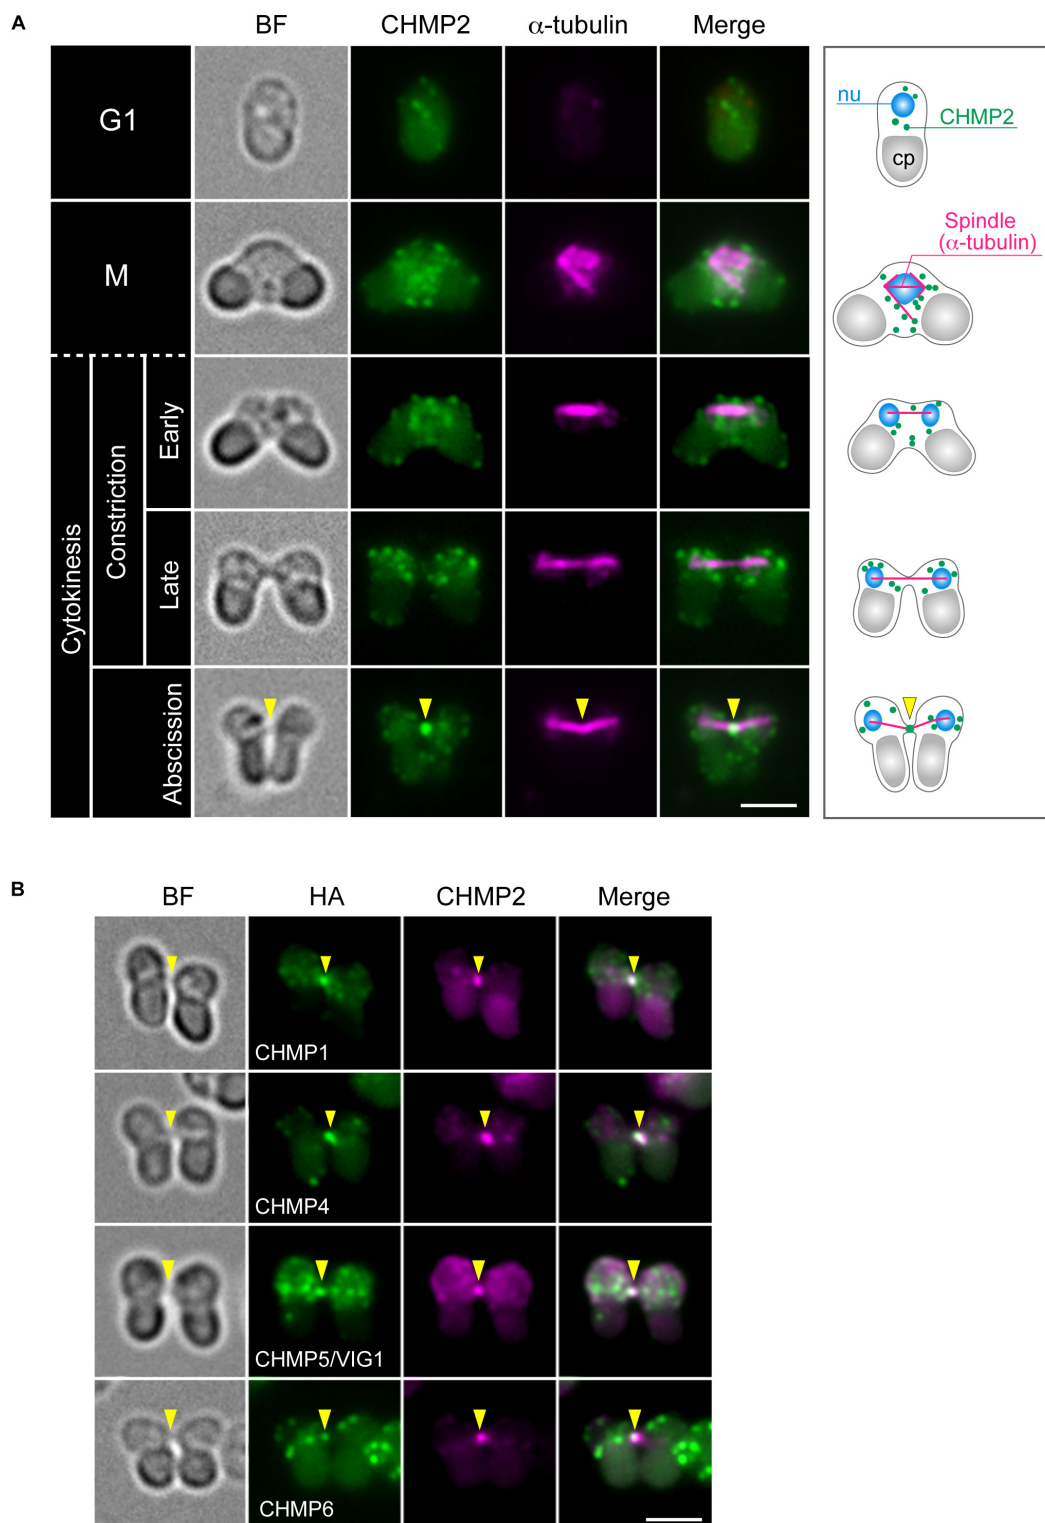 A
BF CHMP2 α-tubulin Merge
G1
nu
CHMP2
cp
M
Spindle
(α-tubulin)
Cytokinesis
Constriction
Early
Late
Abscission
B
BF HA CHMP2 Merge
CHMP1
CHMP4
CHMP5/VIG1
CHMP6